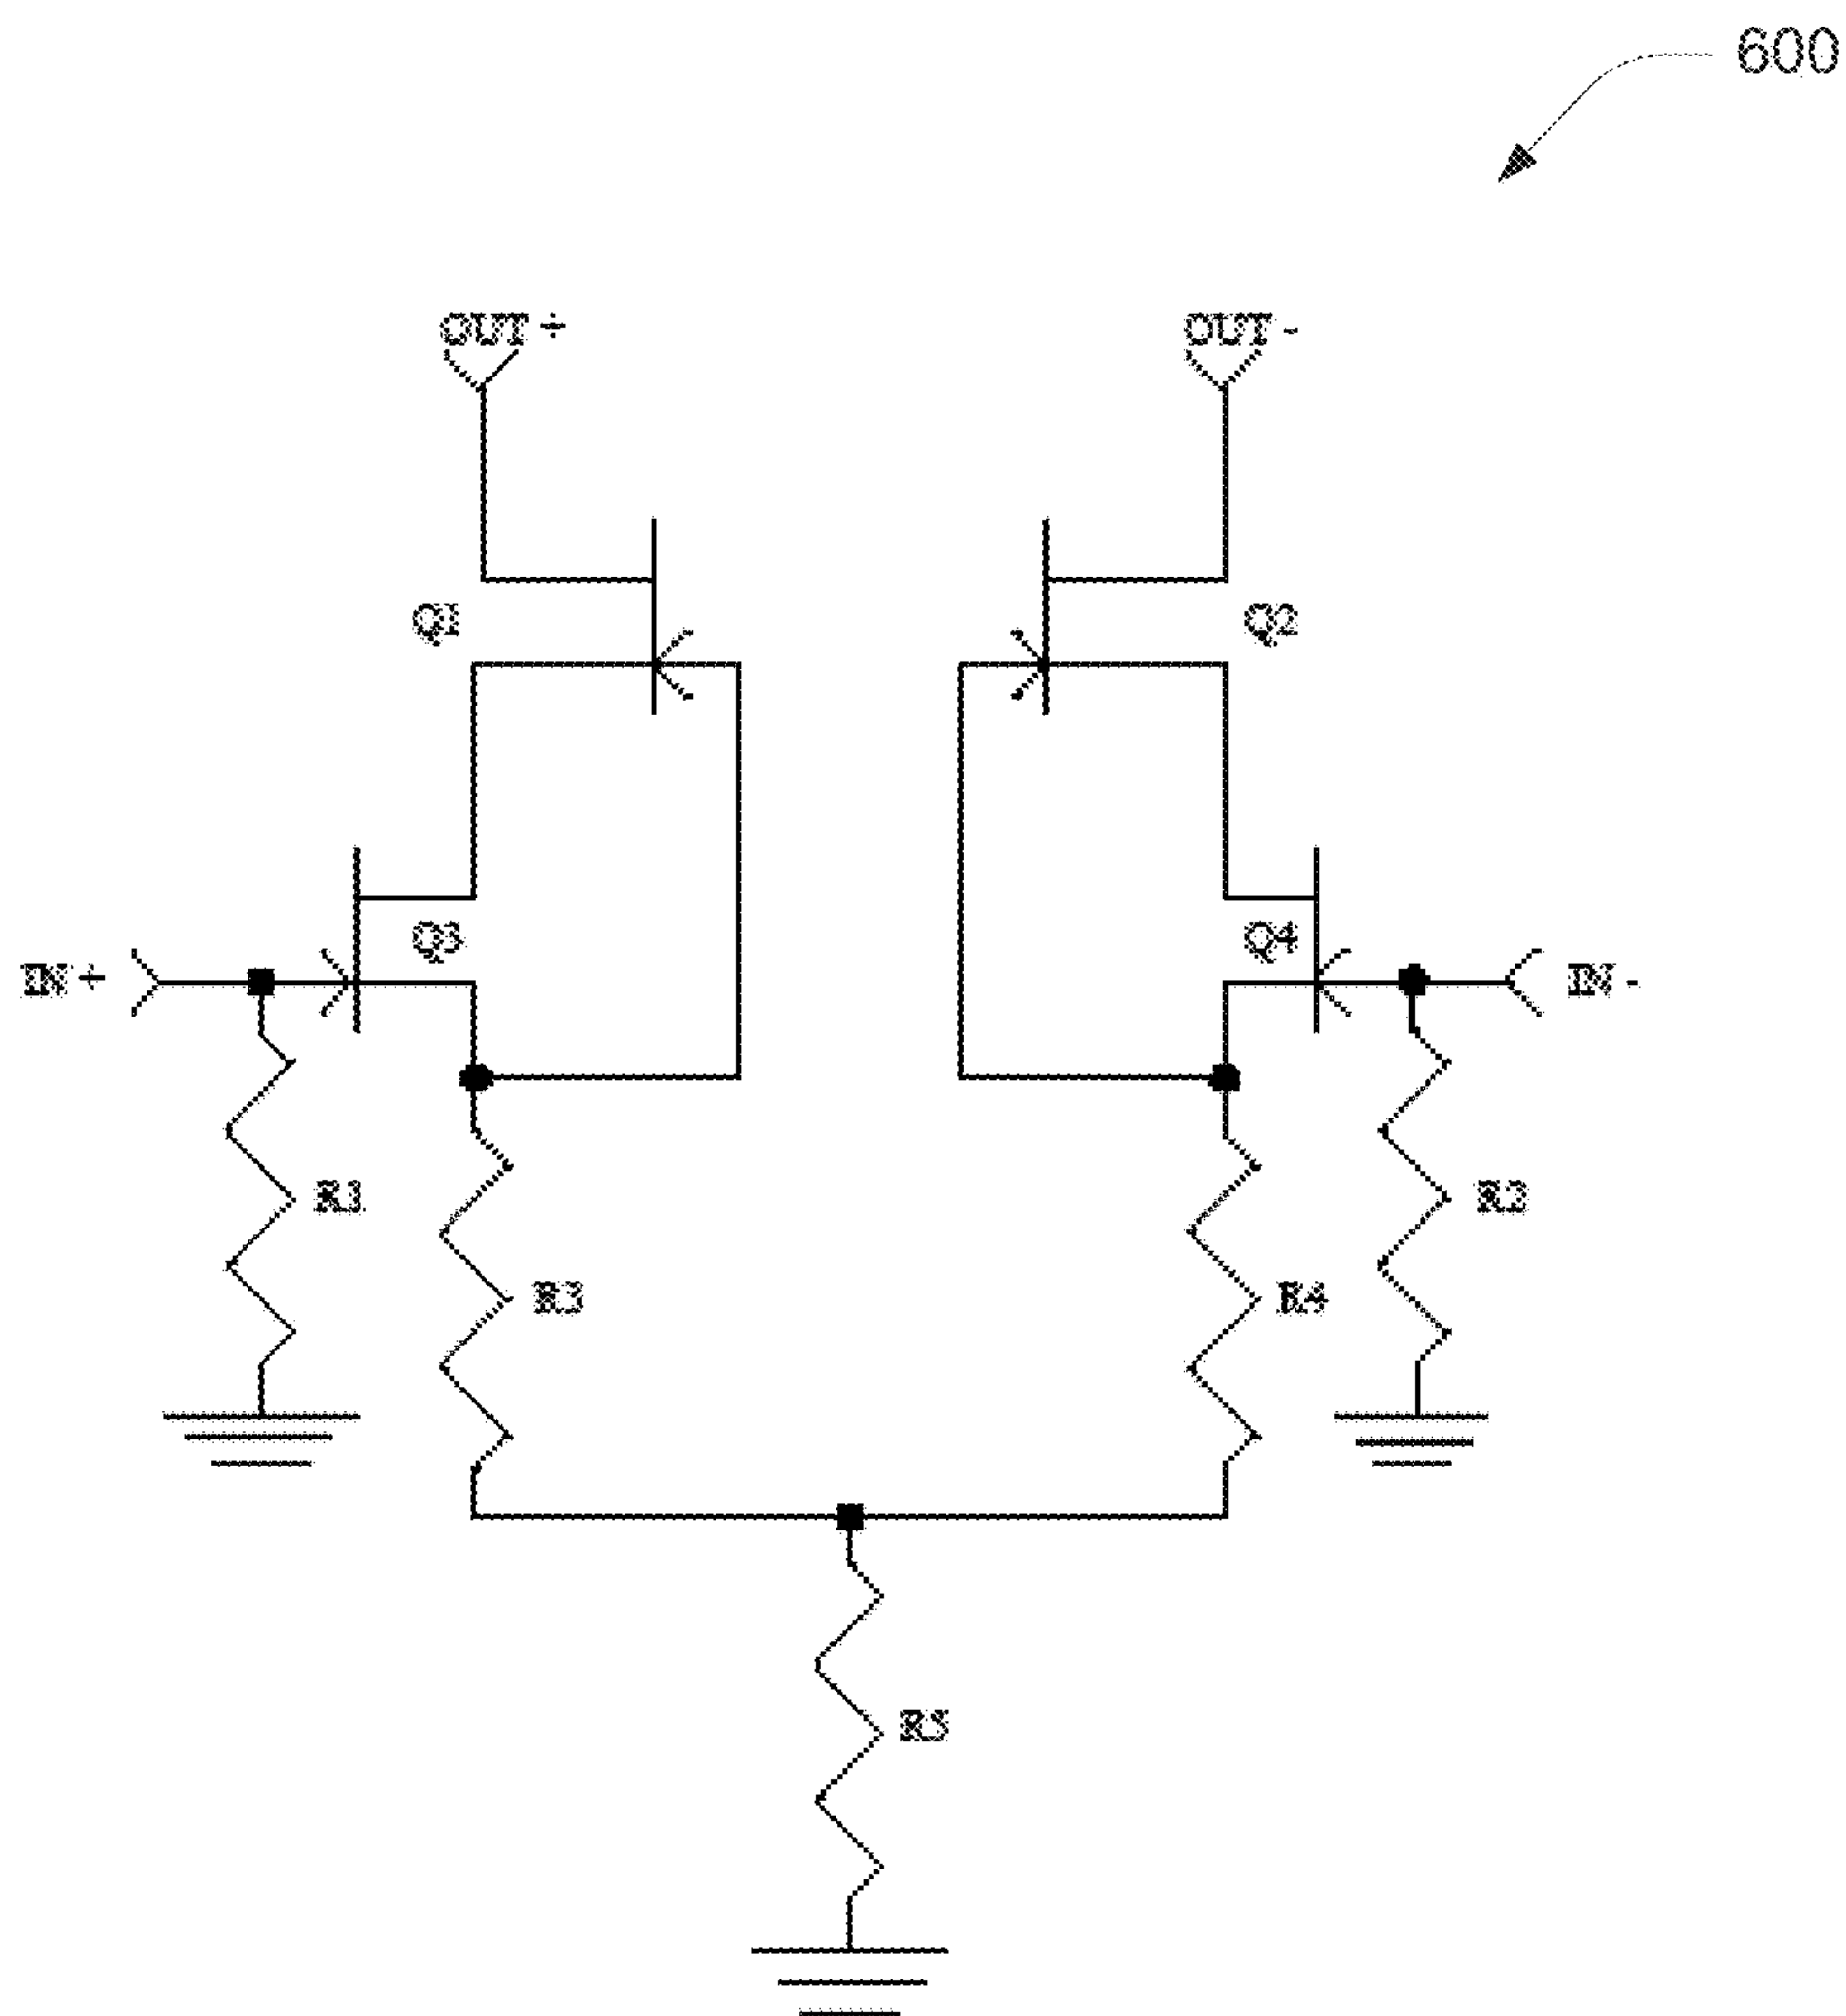 600
OUT+ OUT-
Q1 Q2
Q3 Q4
IN+ IN-
R1 R2
R3 R4
R5